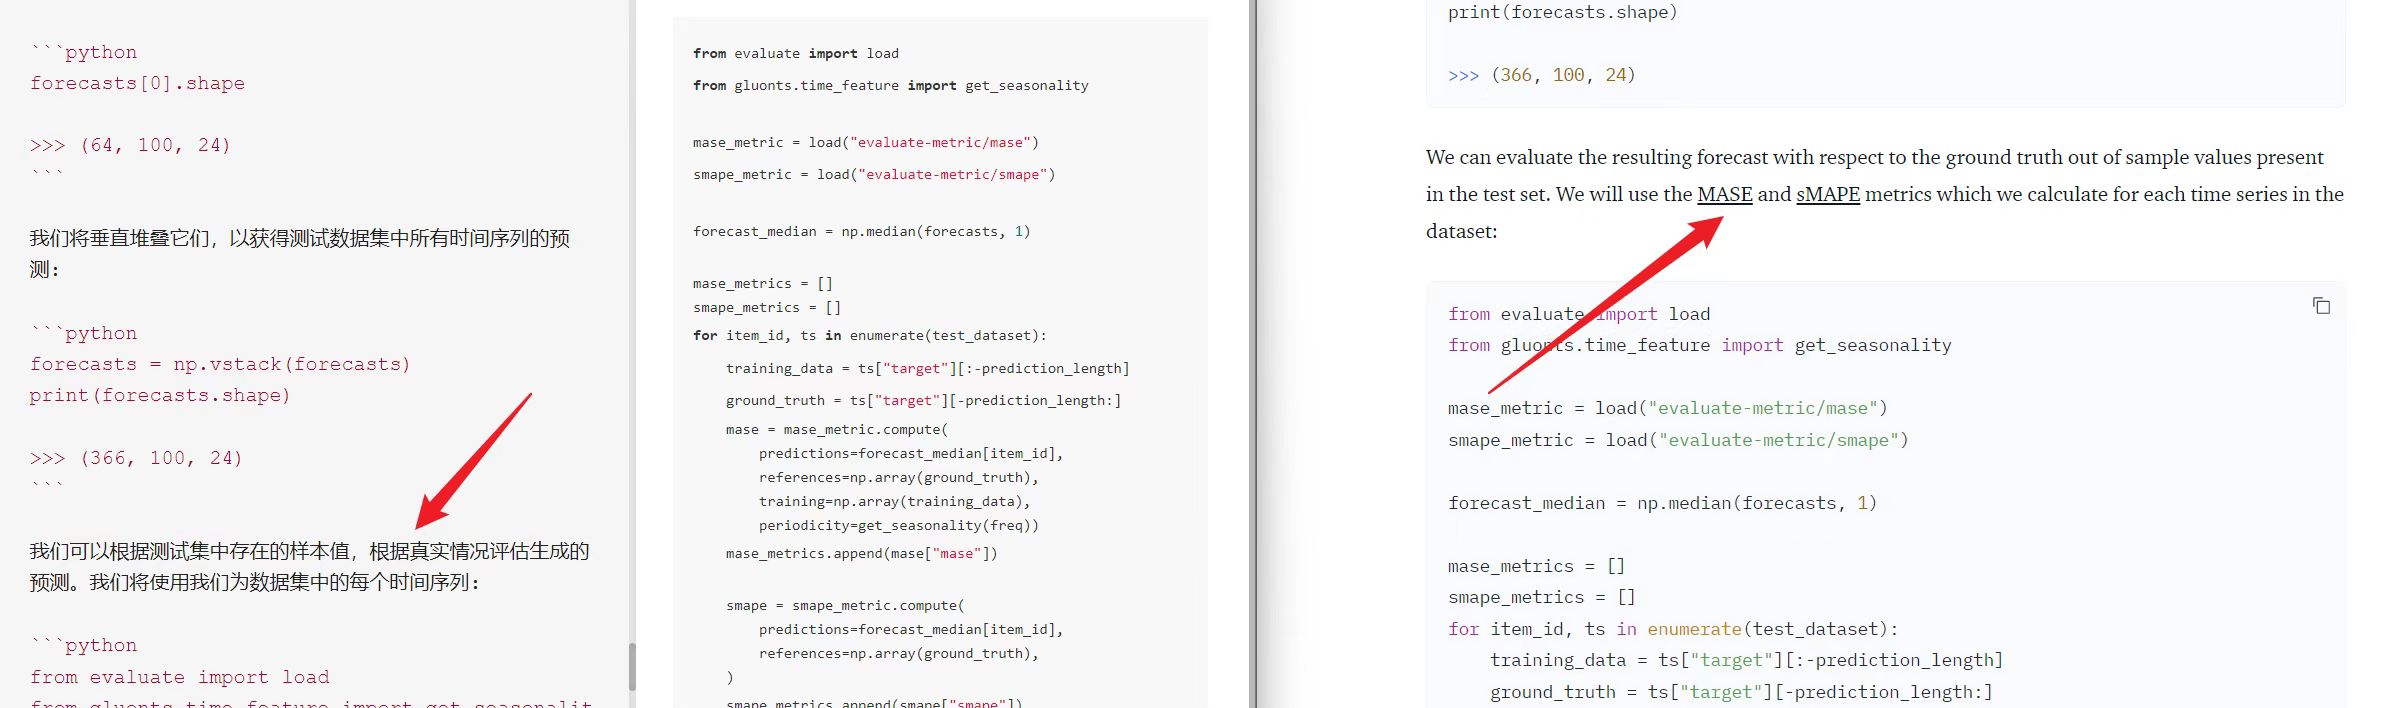 ```python
forecasts[0].shape
>>> (64, 100, 24)
```
我们将垂直堆叠它们，以获得测试数据集中所有时间序列的预
测：
```python
forecasts = np.vstack(forecasts)
print(forecasts.shape)
>>> (366, 100, 24)
```
我们可以根据测试集中存在的样本值，根据真实情况评估生成的
预测。我们将使用我们为数据集中的每个时间序列：
```python
from evaluate import load
from gluonts.time_feature import get_seasonalit
from evaluate import load
from gluonts.time_feature import get_seasonality
mase_metric = load("evaluate-metric/mase")
smape_metric = load("evaluate-metric/smape")
forecast_median = np.median(forecasts, 1)
mase_metrics = []
smape_metrics = []
for item_id, ts in enumerate(test_dataset):
    training_data = ts["target"][:-prediction_length]
    ground_truth = ts["target"][-prediction_length:]
    mase = mase_metric.compute(
        predictions=forecast_median[item_id],
        references=np.array(ground_truth),
        training=np.array(training_data),
        periodicity=get_seasonality(freq))
    mase_metrics.append(mase["mase"])
    smape = smape_metric.compute(
        predictions=forecast_median[item_id],
        references=np.array(ground_truth),
    )
    smape_metrics.append(smape["smape"])
print(forecasts.shape)
>>> (366, 100, 24)
We can evaluate the resulting forecast with respect to the ground truth out of sample values present
in the test set. We will use the MASE and sMAPE metrics which we calculate for each time series in the
dataset:
from evaluate import load
from gluonts.time_feature import get_seasonality
mase_metric = load("evaluate-metric/mase")
smape_metric = load("evaluate-metric/smape")
forecast_median = np.median(forecasts, 1)
mase_metrics = []
smape_metrics = []
for item_id, ts in enumerate(test_dataset):
    training_data = ts["target"][:-prediction_length]
    ground_truth = ts["target"][-prediction_length:]